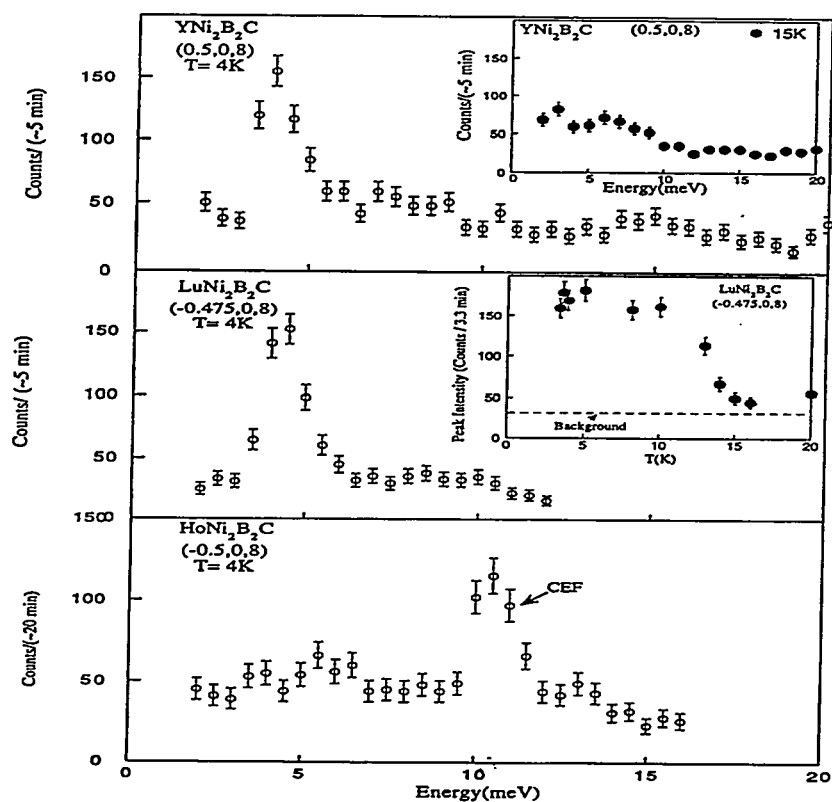 YNi₂B₂C
(0.5,0,8)
T= 4K
Counts/ (~5 min)
150
100
50
0
YNi₂B₂C (0.5,0,8) 15K
Counts/(~5 min)
150
100
50
0
0 5 10 15 20
Energy(meV)
LuNi₂B₂C
(-0.475,0,8)
T= 4K
Counts/ (~5 min)
150
100
50
0
LuNi₂B₂C
(-0.475,0,8)
Peak Intensity (Counts / 3.3 min)
150
100
50
0
Background
0 5 10 15 20
T(K)
HoNi₂B₂C
(-0.5,0,8)
T= 4K
Counts/(~20 min)
150
100
50
0
CEF
0 5 10 15 20
Energy(meV)